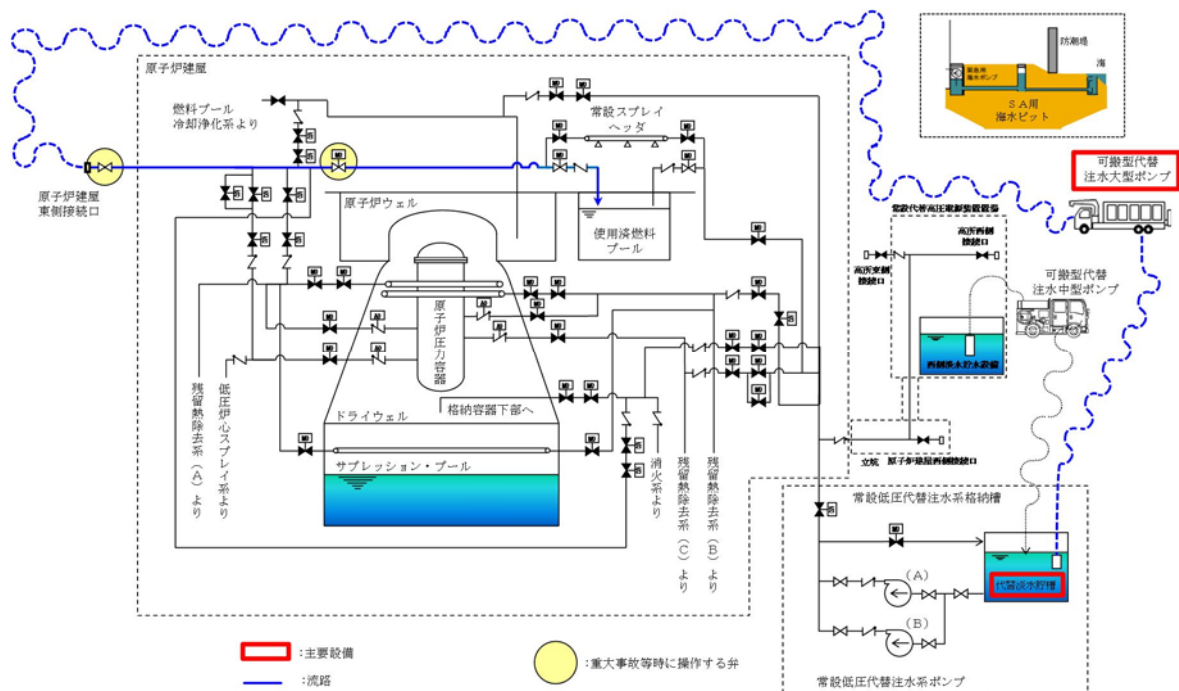 防潮堤
海
緊急用
海水ポンプ
ＳＡ用
海水ピット
原子炉建屋
燃料プール
冷却浄化系より
常設スプレイ
ヘッダ
可搬型代替
注水大型ポンプ
原子炉建屋
東側接続口
原子炉ウェル
使用済燃料
プール
常設代替高圧電源装置置場
高所西側
接続口
高所東側
接続口
可搬型代替
注水中型ポンプ
原子炉圧力容器
西側淡水貯水設備
残留熱除去系（Ａ）より
低圧炉心スプレイ系より
ドライウェル
格納容器下部へ
サプレッション・プール
消火系より
残留熱除去系（Ｃ）より
残留熱除去系（Ｂ）より
立坑
原子炉建屋西側接続口
常設低圧代替注水系格納槽
代替淡水貯槽
（Ａ）
（Ｂ）
常設低圧代替注水系ポンプ
：主要設備
：流路
：重大事故等時に操作する弁